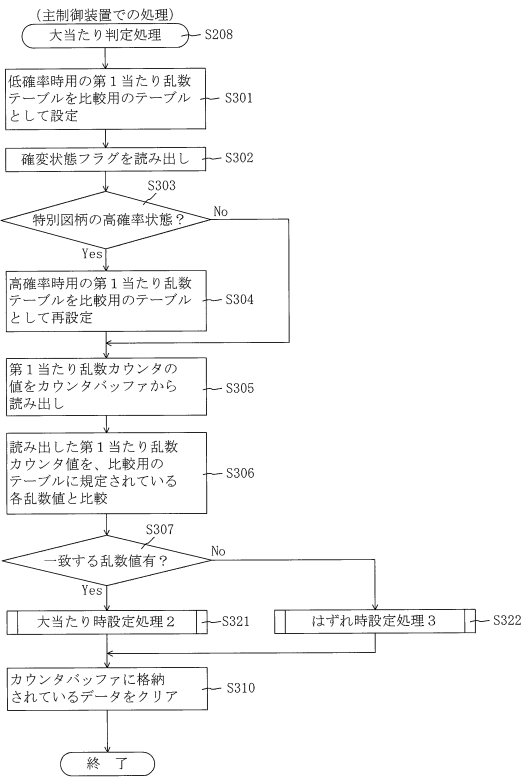 (主制御装置での処理)
大当たり判定処理
S208
低確率時用の第1当たり乱数
テーブルを比較用のテーブル
として設定
S301
確変状態フラグを読み出し
S302
S303
特別図柄の高確率状態?
No
Yes
高確率時用の第1当たり乱数
テーブルを比較用のテーブル
として再設定
S304
第1当たり乱数カウンタの
値をカウンタバッファから
読み出し
S305
読み出した第1当たり乱数
カウンタ値を、比較用の
テーブルに規定されている
各乱数値と比較
S306
S307
一致する乱数値有?
No
Yes
大当たり時設定処理2
S321
はずれ時設定処理3
S322
カウンタバッファに格納
されているデータをクリア
S310
終 了